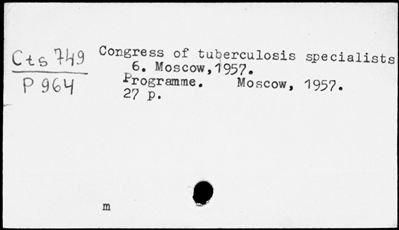 Cts 749
P 964
Congress of tuberculosis specialists
6. Moscow,1957.
Programme. Moscow, 1957.
27 p.
m